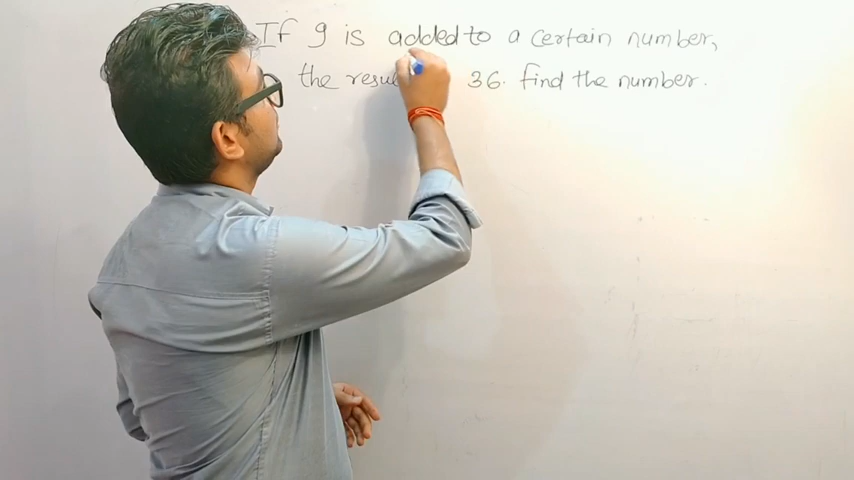 If 9 is added to a certain number,
the 36. find the number.